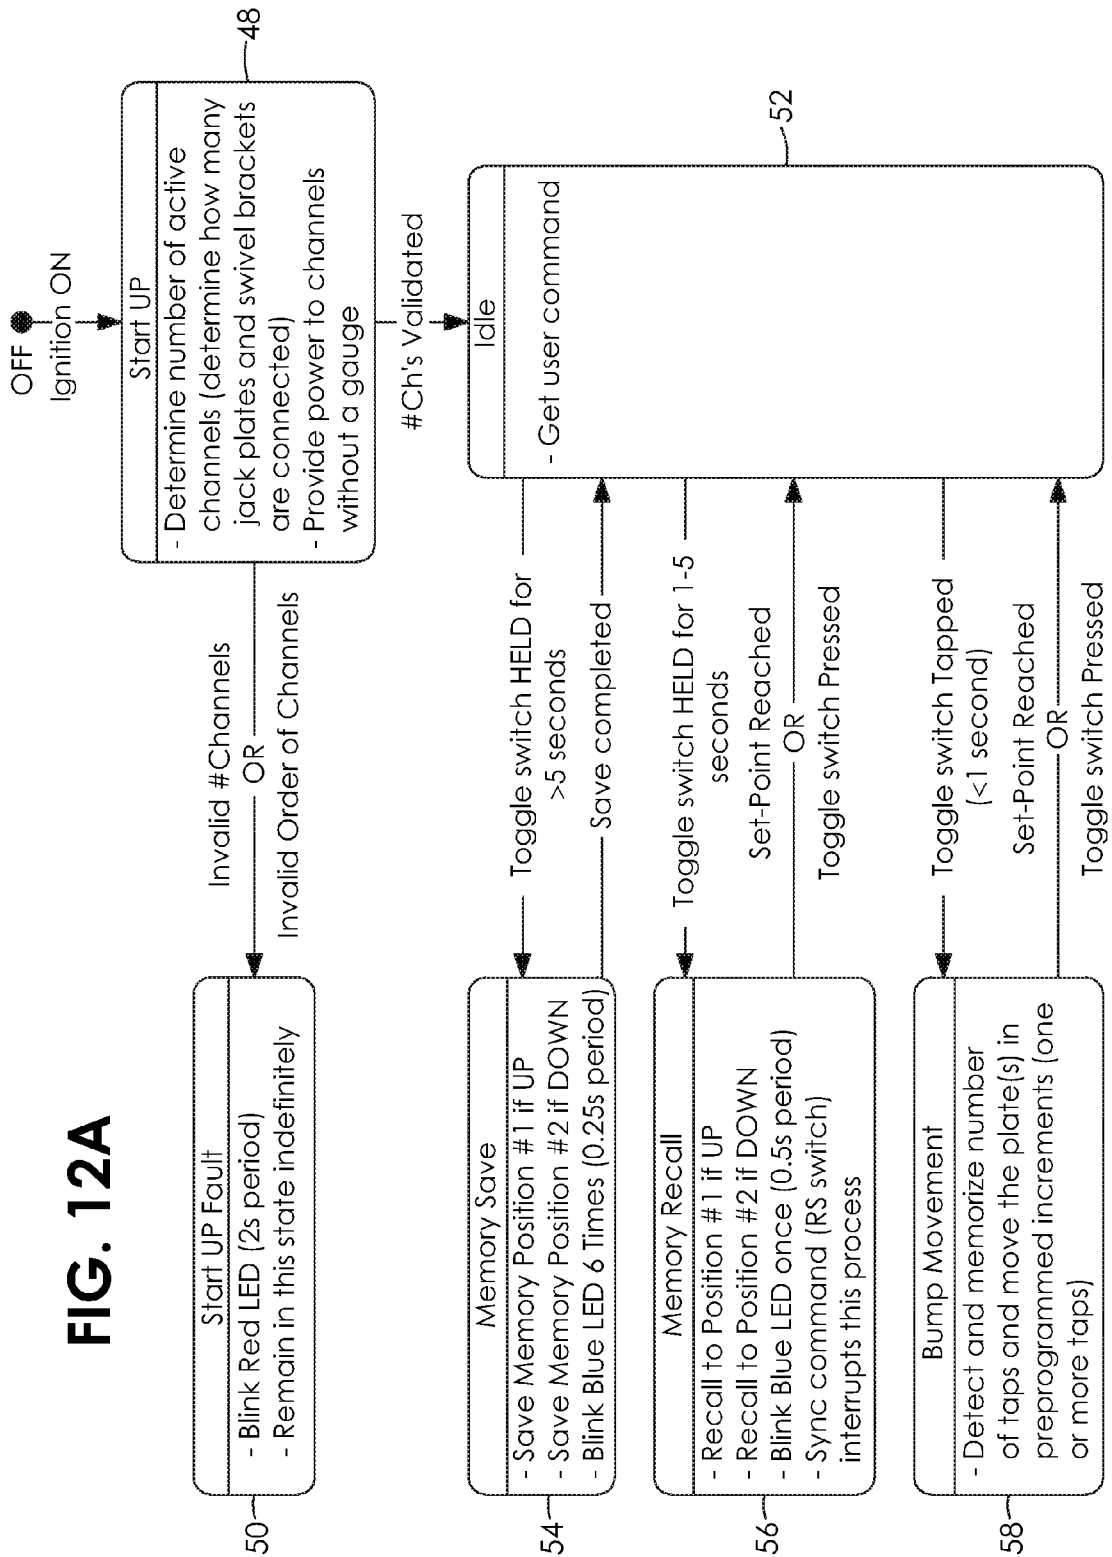 FIG. 12A
OFF
Ignition ON
48
Start UP
- Determine number of active
channels (determine how many
jack plates and swivel brackets
are connected)
- Provide power to channels
without a gauge
Invalid #Channels
OR
Invalid Order of Channels
50
Start UP Fault
- Blink Red LED (2s period)
- Remain in this state indefinitely
#Ch's Validated
52
Idle
- Get user command
Toggle switch HELD for
>5 seconds
Save completed
54
Memory Save
- Save Memory Position #1 if UP
- Save Memory Position #2 if DOWN
- Blink Blue LED 6 Times (0.25s period)
Toggle switch HELD for 1-5
seconds
Set-Point Reached
OR
Toggle switch Pressed
56
Memory Recall
- Recall to Position #1 if UP
- Recall to Position #2 if DOWN
- Blink Blue LED once (0.5s period)
- Sync command (RS switch)
interrupts this process
Toggle switch Tapped
(<1 second)
Set-Point Reached
OR
Toggle switch Pressed
58
Bump Movement
- Detect and memorize number
of taps and move the plate(s) in
preprogrammed increments (one
or more taps)